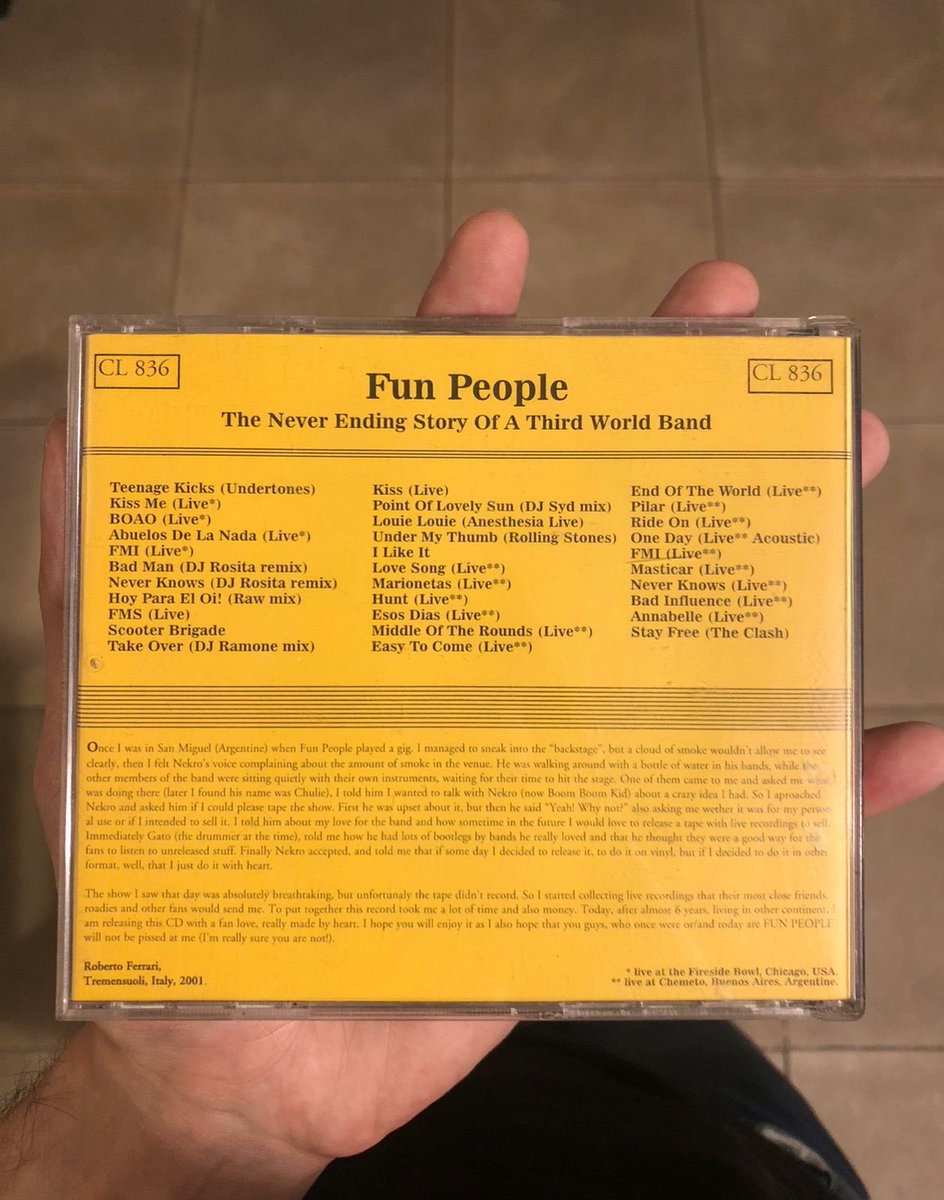 CL 836
CL 836
Fun People
The Never Ending Story Of A Third World Band
Teenage Kicks (Undertones)
Kiss Me (Live*)
BOAO (Live*)
Abuelos De La Nada (Live*)
FMI (Live*)
Bad Man (DJ Rosita remix)
Never Knows (DJ Rosita remix)
Hoy Para El Oi! (Raw mix)
FMS (Live)
Scooter Brigade
Take Over (DJ Ramone mix)
Kiss (Live)
Point Of Lovely Sun (DJ Syd mix)
Louie Louie (Anesthesia Live)
Under My Thumb (Rolling Stones)
I Like It
Love Song (Live**)
Marionetas (Live**)
Hunt (Live**)
Esos Dias (Live**)
Middle Of The Rounds (Live**)
Easy To Come (Live**)
End Of The World (Live**)
Pilar (Live**)
Ride On (Live**)
One Day (Live** Acoustic)
FMI (Live**)
Masticar (Live**)
Never Knows (Live**)
Bad Influence (Live**)
Annabelle (Live**)
Stay Free (The Clash)
Once I was in San Miguel (Argentine) when Fun People played a gig. I managed to sneak into the "backstage", but a cloud of smoke wouldn't allow me to see
clearly, then I felt Nekro's voice complaining about the amount of smoke in the venue. He was walking around with a bottle of water in his hands, while the
other members of the band were sitting quietly with their own instruments, waiting for their time to hit the stage. One of them came to me and asked me what I
was doing there (later I found his name was Chulie), I told him I wanted to talk with Nekro (now Boom Boom Kid) about a crazy idea I had. So I aproached
Nekro and asked him if I could please tape the show. First he was upset about it, but then he said "Yeah! Why not?" also asking me wether it was for my person
al use or if I intended to sell it. I told him about my love for the band and how sometime in the future I would love to release a tape with live recordings to sell.
Immediately Gato (the drummer at the time), told me how he had lots of bootlegs by bands he really loved and that he thought they were a good way for the
fans to listen to unreleased stuff. Finally Nekro accepted, and told me that if some day I decided to release it, to do it on vinyl, but if I decided to do it in other
format, well, that I just do it with heart.
The show I saw that day was absolutely breathtaking, but unfortunaly the tape didn't record. So I started collecting live recordings that their most close friends,
roadies and other fans would send me. To put together this record took me a lot of time and also money. Today, after almost 6 years, living in other continent, I
am releasing this CD with a fan love, really made by heart. I hope you will enjoy it as I also hope that you guys, who once were or/and today are FUN PEOPLE
will not be pissed at me (I'm really sure you are not!).
Roberto Ferrari,
Tremensuoli, Italy, 2001.
* live at the Fireside Bowl, Chicago, USA.
** live at Chemeto, Buenos Aires, Argentine.